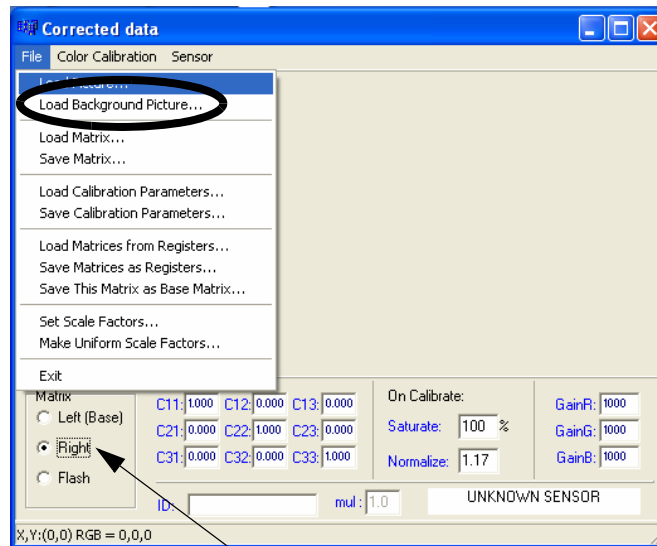 Corrected data
File Color Calibration Sensor
Load Picture...
Load Background Picture...
Load Matrix...
Save Matrix...
Load Calibration Parameters...
Save Calibration Parameters...
Load Matrices from Registers...
Save Matrices as Registers...
Save This Matrix as Base Matrix...
Set Scale Factors...
Make Uniform Scale Factors...
Exit
Matrix
Left (Base)
Right
Flash
C11: 1.000 C12: 0.000 C13: 0.000
C21: 0.000 C22: 1.000 C23: 0.000
C31: 0.000 C32: 0.000 C33: 1.000
On Calibrate:
Saturate: 100 %
Normalize: 1.17
GainR: 1000
GainG: 1000
GainB: 1000
ID: mul : 1.0 UNKNOWN SENSOR
X,Y:(0,0) RGB = 0,0,0